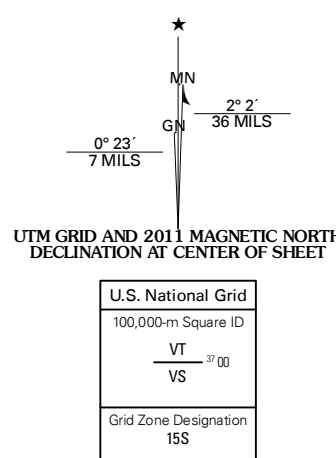 ★
MN
GN
2° 2´
36 MILS
0° 23´
7 MILS
UTM GRID AND 2011 MAGNETIC NORTH
DECLINATION AT CENTER OF SHEET
U.S. National Grid
100,000-m Square ID
VT
37 00
VS
Grid Zone Designation
15S